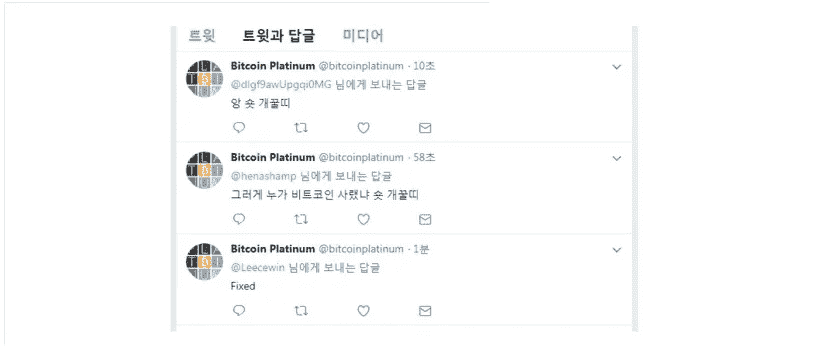 트윗 트윗과 답글 미디어
Bitcoin Platinum @bitcoinplatinum · 10초
@dlgf9awUpgqi0MG 님에게 보내는 답글
앙 숏 개꿀띠
Bitcoin Platinum @bitcoinplatinum · 58초
@henashamp 님에게 보내는 답글
그러게 누가 비트코인 사랬냐 숏 개꿀띠
Bitcoin Platinum @bitcoinplatinum · 1분
@Leecewin 님에게 보내는 답글
Fixed